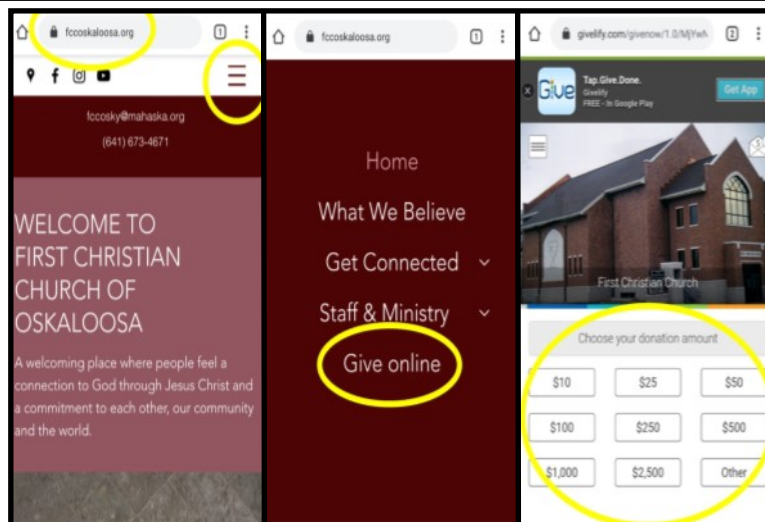 fccoskaloosa.org
1
fccosky@mahaska.org
(641) 673-4671
WELCOME TO
FIRST CHRISTIAN
CHURCH OF
OSKALOOSA
A welcoming place where people feel a
connection to God through Jesus Christ and
a commitment to each other, our community
and the world.
fccoskaloosa.org
1
Home
What We Believe
Get Connected
Staff & Ministry
Give online
givelify.com/givenow/1.0/MjYwN
2
Give
Tap.Give.Done.
Givelify
FREE - In Google Play
Get App
First Christian Church
Choose your donation amount
$10 $25 $50
$100 $250 $500
$1,000 $2,500 Other